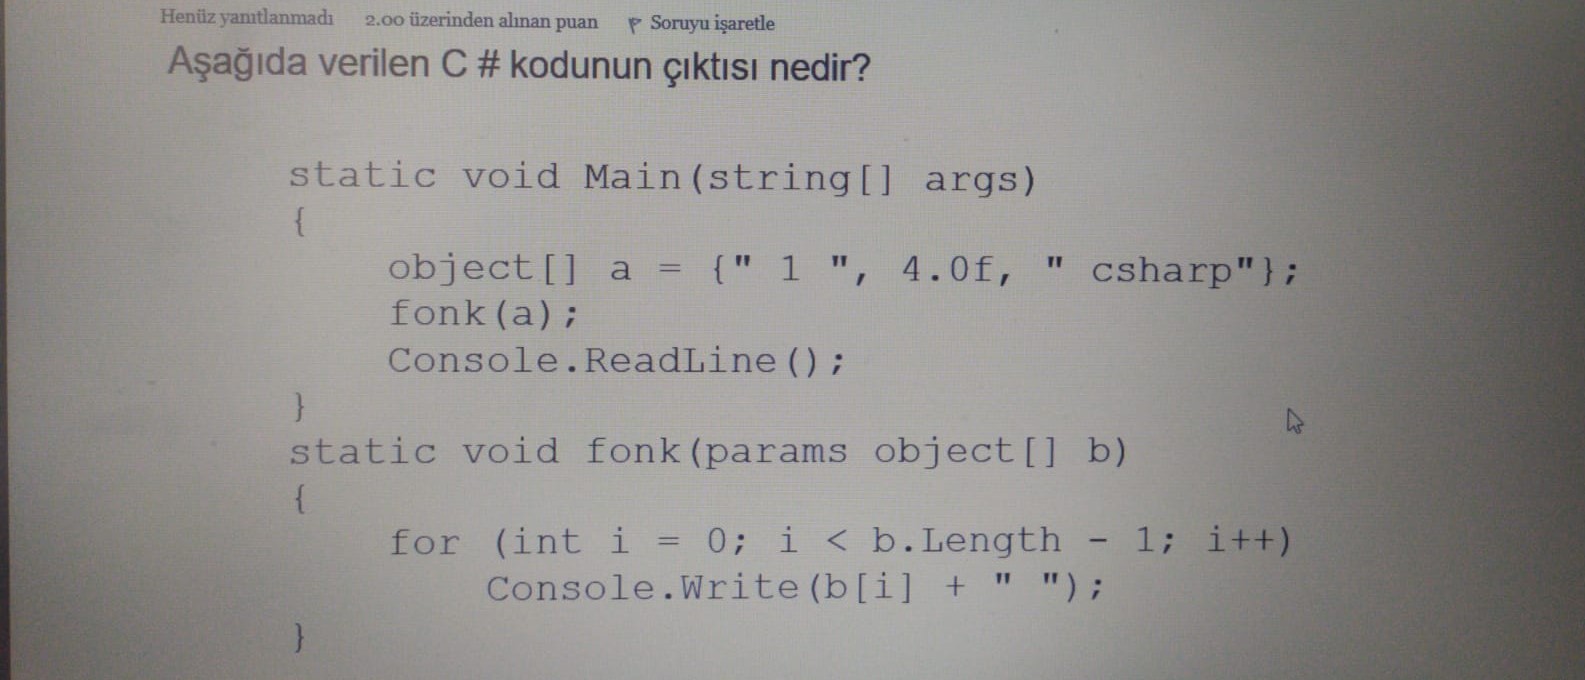 Henüz yanıtlanmadı 2.00 üzerinden alınan puan Soruyu işaretle
Aşağıda verilen C # kodunun çıktısı nedir?
static void Main(string[] args)
{
object[] a = {" 1 ", 4.0f, " csharp"};
fonk(a);
Console.ReadLine();
}
static void fonk(params object[] b)
{
for (int i = 0; i < b.Length - 1; i++)
Console.Write(b[i] + " ");
}